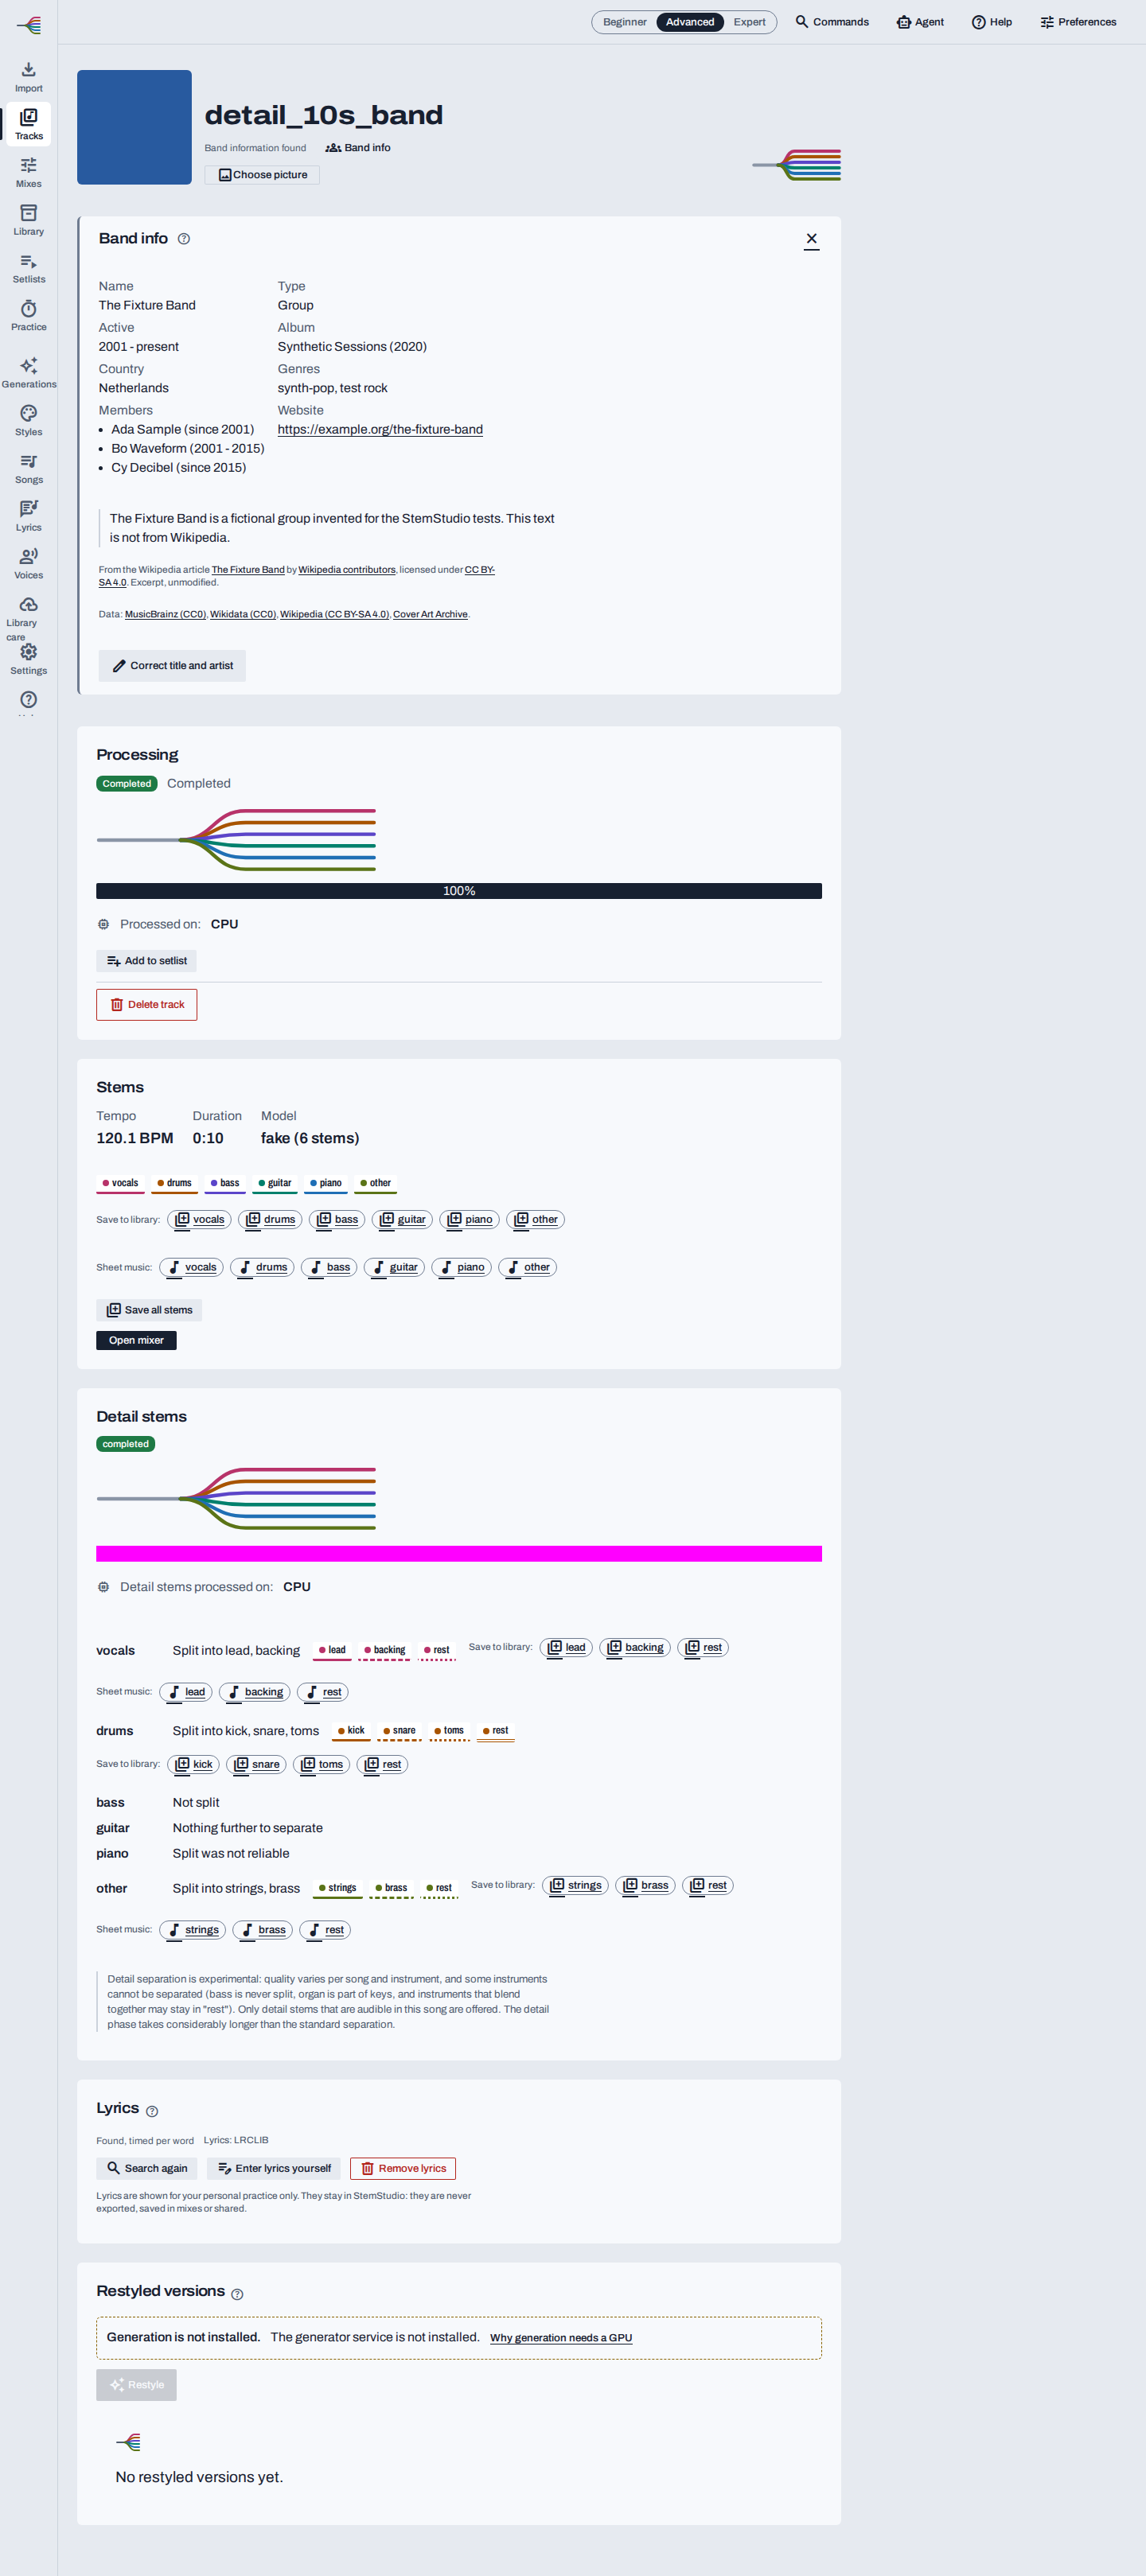 Beginner Advanced Expert Commands Agent Help Preferences
Import
Tracks
Mixes
Library
Setlists
Practice
Generations
Styles
Songs
Lyrics
Voices
Library
care
Settings
detail_10s_band
Band information found Band info
Choose picture
Band info
Name Type
The Fixture Band Group
Active Album
2001 - present Synthetic Sessions (2020)
Country Genres
Netherlands synth-pop, test rock
Members Website
• Ada Sample (since 2001) https://example.org/the-fixture-band
• Bo Waveform (2001 - 2015)
• Cy Decibel (since 2015)
The Fixture Band is a fictional group invented for the StemStudio tests. This text
is not from Wikipedia.
From the Wikipedia article The Fixture Band by Wikipedia contributors, licensed under CC BY-
SA 4.0. Excerpt, unmodified.
Data: MusicBrainz (CC0), Wikidata (CC0), Wikipedia (CC BY-SA 4.0), Cover Art Archive.
Correct title and artist
Processing
Completed Completed
100%
Processed on: CPU
Add to setlist
Delete track
Stems
Tempo Duration Model
120.1 BPM 0:10 fake (6 stems)
vocals drums bass guitar piano other
Save to library: vocals drums bass guitar piano other
Sheet music: vocals drums bass guitar piano other
Save all stems
Open mixer
Detail stems
completed
Detail stems processed on: CPU
vocals Split into lead, backing lead backing rest Save to library: lead backing rest
Sheet music: lead backing rest
drums Split into kick, snare, toms kick snare toms rest
Save to library: kick snare toms rest
bass Not split
guitar Nothing further to separate
piano Split was not reliable
other Split into strings, brass strings brass rest Save to library: strings brass rest
Sheet music: strings brass rest
Detail separation is experimental: quality varies per song and instrument, and some instruments
cannot be separated (bass is never split, organ is part of keys, and instruments that blend
together may stay in "rest"). Only detail stems that are audible in this song are offered. The detail
phase takes considerably longer than the standard separation.
Lyrics
Found, timed per word Lyrics: LRCLIB
Search again Enter lyrics yourself Remove lyrics
Lyrics are shown for your personal practice only. They stay in StemStudio: they are never
exported, saved in mixes or shared.
Restyled versions
Generation is not installed. The generator service is not installed. Why generation needs a GPU
Restyle
No restyled versions yet.